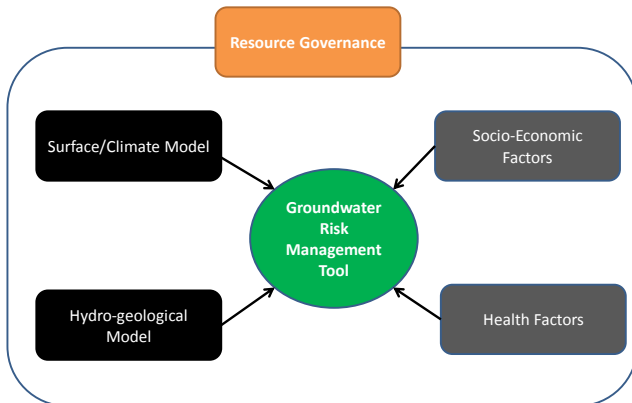 Resource Governance
Surface/Climate Model
Socio-Economic
Factors
Groundwater
Risk
Management
Tool
Hydro-geological
Model
Health Factors